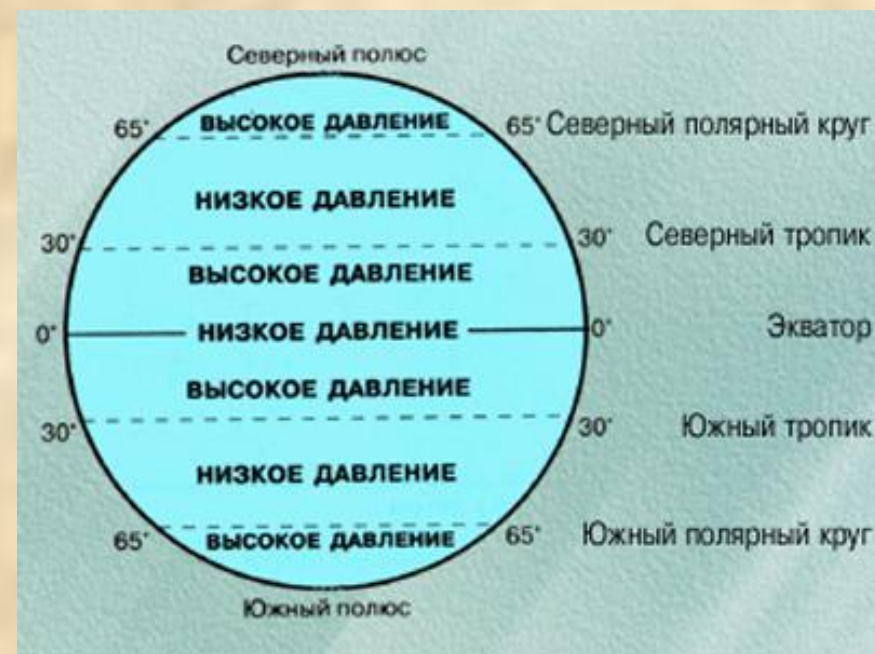 Северный полюс
65° ВЫСОКОЕ ДАВЛЕНИЕ 65° Северный полярный круг
НИЗКОЕ ДАВЛЕНИЕ
30° 30° Северный тропик
ВЫСОКОЕ ДАВЛЕНИЕ
0° НИЗКОЕ ДАВЛЕНИЕ 0° Экватор
ВЫСОКОЕ ДАВЛЕНИЕ
30° 30° Южный тропик
НИЗКОЕ ДАВЛЕНИЕ
65° ВЫСОКОЕ ДАВЛЕНИЕ 65° Южный полярный круг
Южный полюс